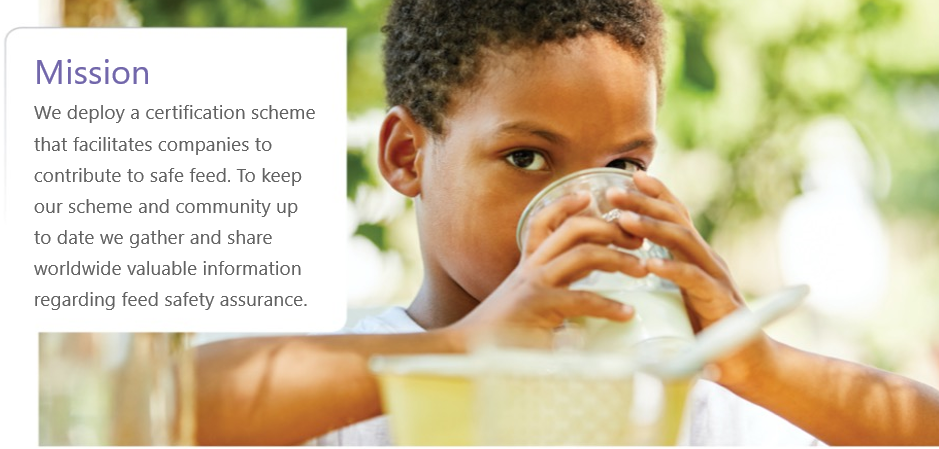 Mission
We deploy a certification scheme
that facilitates companies to
contribute to safe feed. To keep
our scheme and community up
to date we gather and share
worldwide valuable information
regarding feed safety assurance.